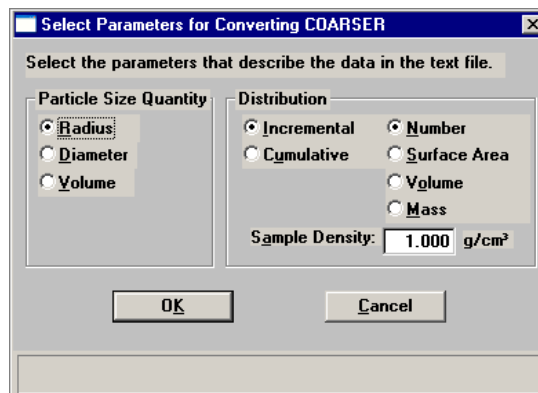 Select Parameters for Converting COARSER
Select the parameters that describe the data in the text file.
Particle Size Quantity
Radius
Diameter
Volume
Distribution
Incremental
Cumulative
Number
Surface Area
Volume
Mass
Sample Density: 1.000 g/cm³
OK
Cancel